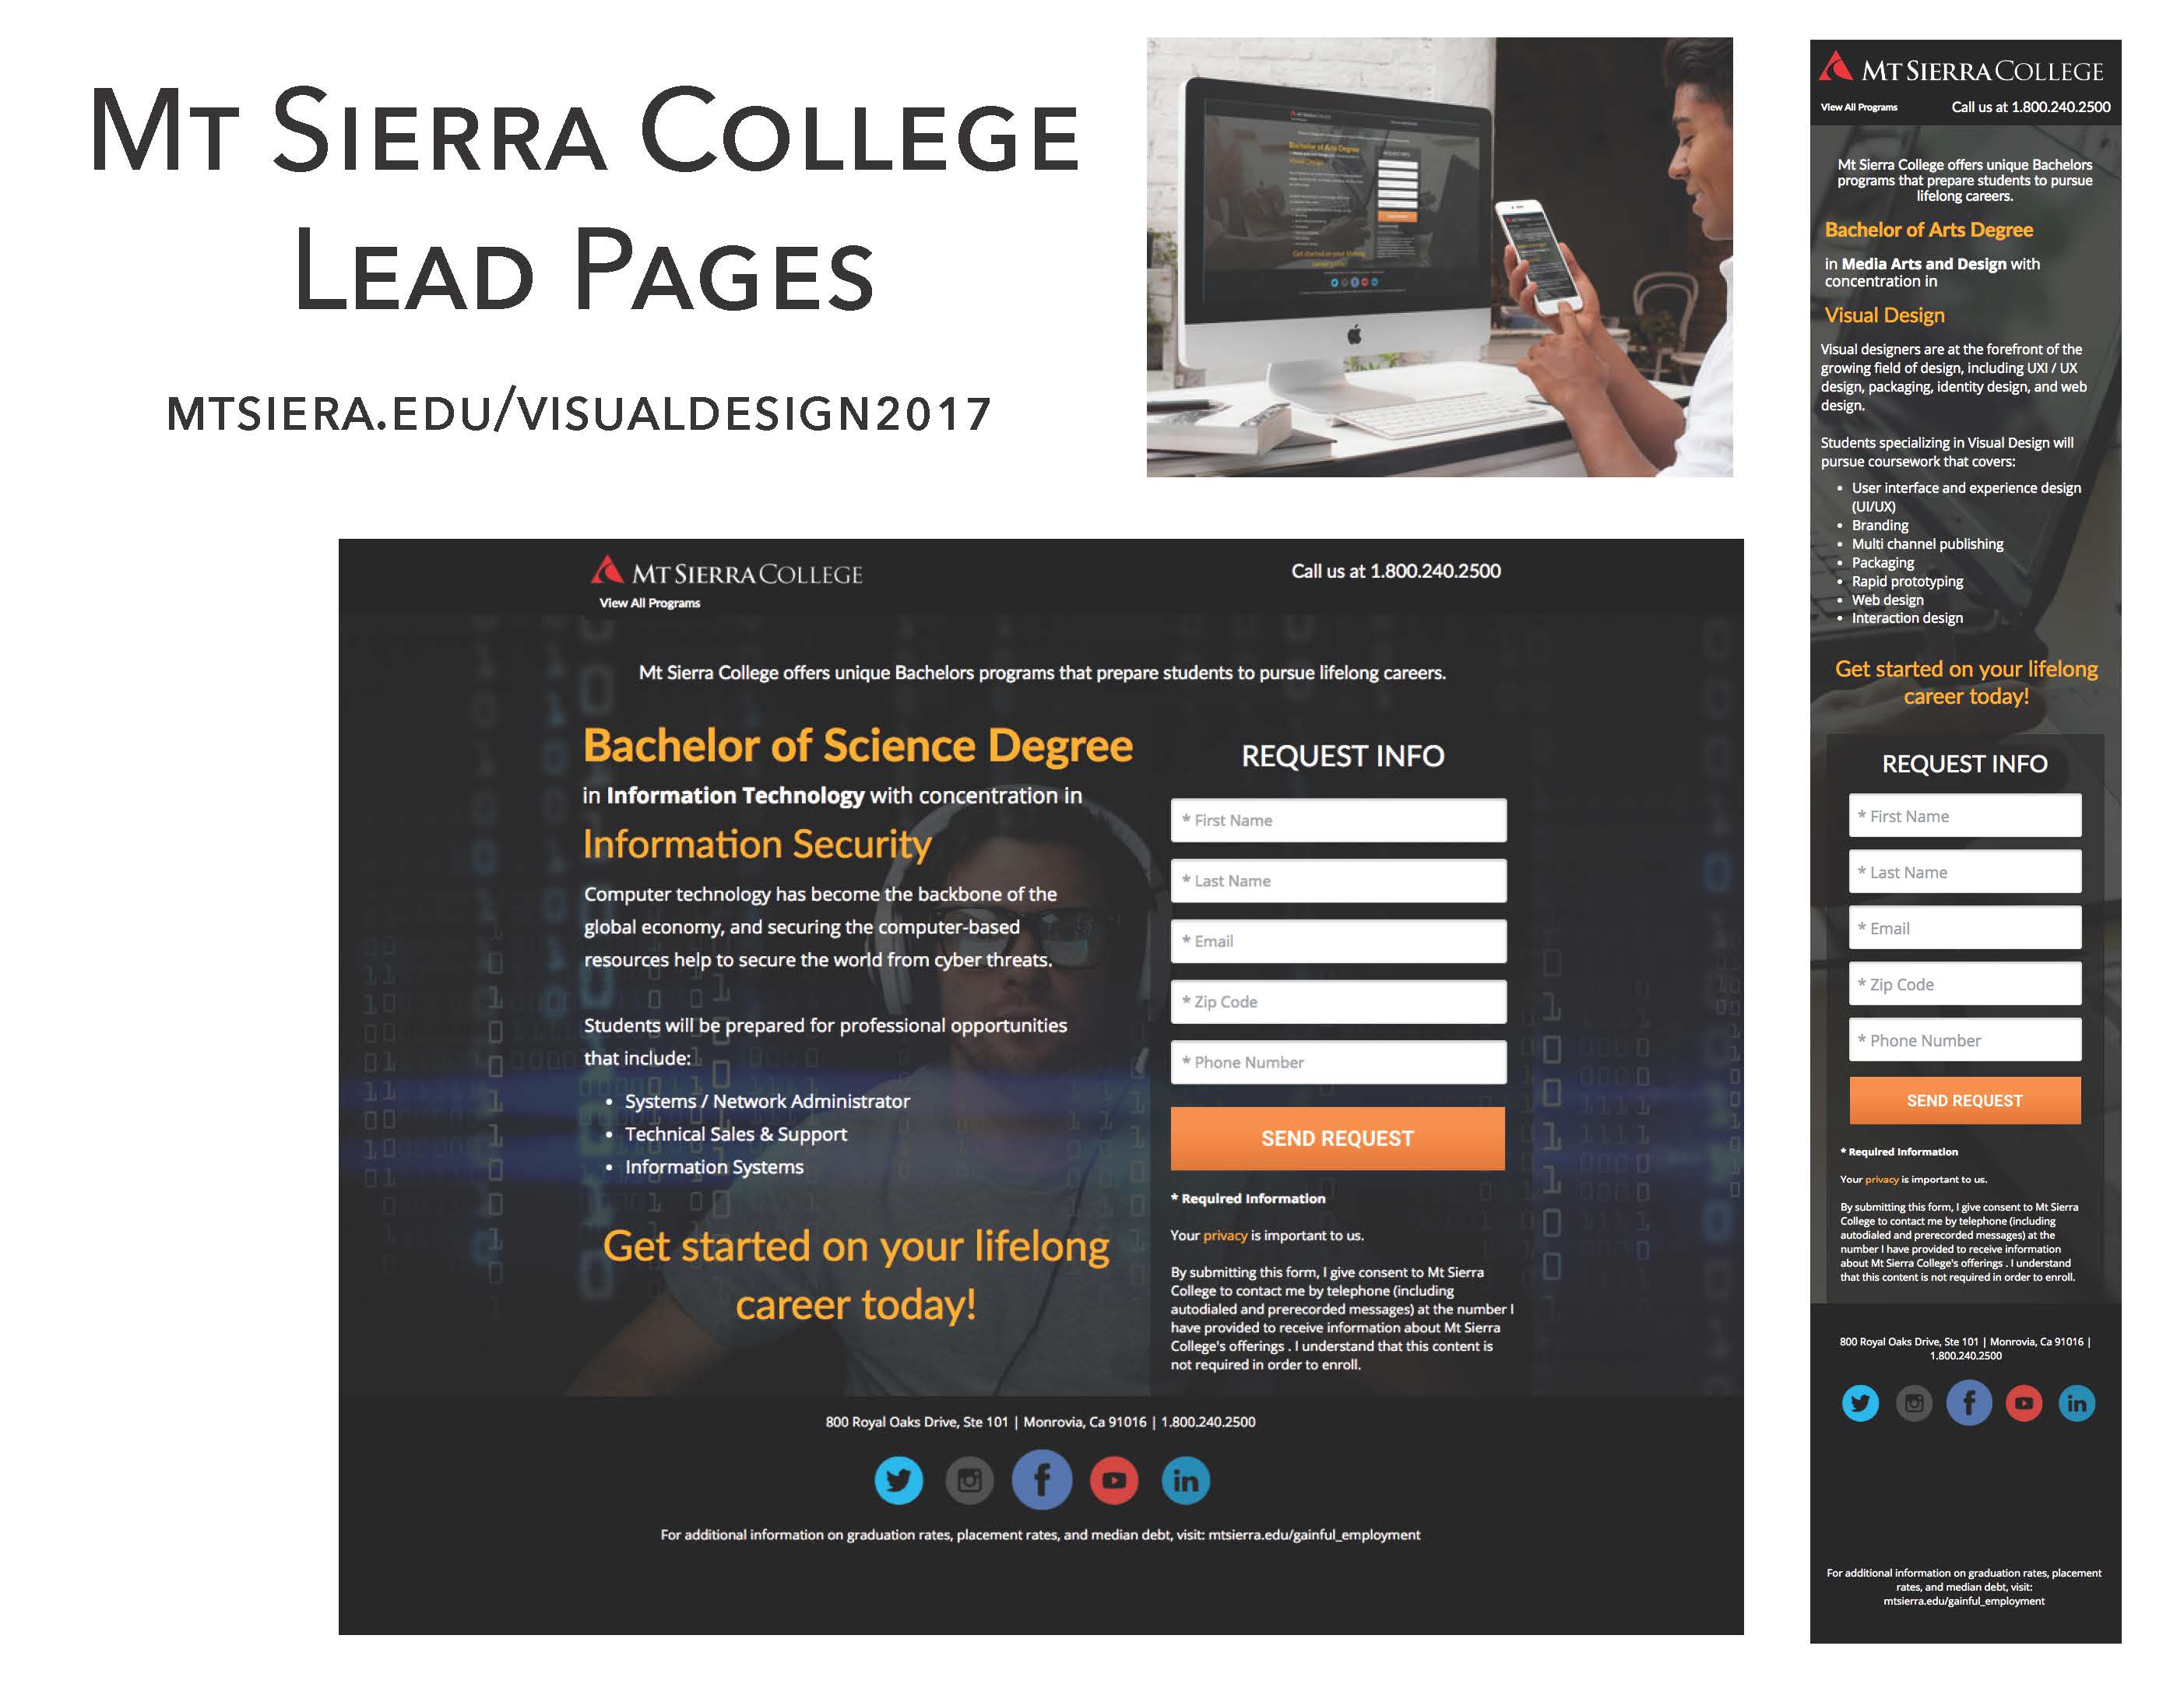 MT SIERRA COLLEGE
LEAD PAGES
MTSIERA.EDU/VISUALDESIGN2017
MT SIERRA COLLEGE
View All Programs
Call us at 1.800.240.2500
Mt Sierra College offers unique Bachelors programs that prepare students to pursue lifelong careers.
Bachelor of Science Degree
in Information Technology with concentration in
Information Security
Computer technology has become the backbone of the
global economy, and securing the computer-based
resources help to secure the world from cyber threats.
Students will be prepared for professional opportunities
that include:
• Systems / Network Administrator
• Technical Sales & Support
• Information Systems
Get started on your lifelong
career today!
REQUEST INFO
* First Name
* Last Name
* Email
* Zip Code
* Phone Number
SEND REQUEST
* Required Information
Your privacy is important to us.
By submitting this form, I give consent to Mt Sierra
College to contact me by telephone (including
autodialed and prerecorded messages) at the number I
have provided to receive information about Mt Sierra
College's offerings . I understand that this content is
not required in order to enroll.
800 Royal Oaks Drive, Ste 101 | Monrovia, Ca 91016 | 1.800.240.2500
For additional information on graduation rates, placement rates, and median debt, visit: mtsierra.edu/gainful_employment
MT SIERRA COLLEGE
View All Programs
Call us at 1.800.240.2500
Mt Sierra College offers unique Bachelors
programs that prepare students to pursue
lifelong careers.
Bachelor of Arts Degree
in Media Arts and Design with
concentration in
Visual Design
Visual designers are at the forefront of the
growing field of design, including UXI / UX
design, packaging, identity design, and web
design.
Students specializing in Visual Design will
pursue coursework that covers:
• User interface and experience design
(UI/UX)
• Branding
• Multi channel publishing
• Packaging
• Rapid prototyping
• Web design
• Interaction design
Get started on your lifelong
career today!
REQUEST INFO
* First Name
* Last Name
* Email
* Zip Code
* Phone Number
SEND REQUEST
* Required Information
Your privacy is important to us.
By submitting this form, I give consent to Mt Sierra
College to contact me by telephone (including
autodialed and prerecorded messages) at the
number I have provided to receive information
about Mt Sierra College's offerings . I understand
that this content is not required in order to enroll.
800 Royal Oaks Drive, Ste 101 | Monrovia, Ca 91016 |
1.800.240.2500
For additional information on graduation rates, placement
rates, and median debt, visit:
mtsierra.edu/gainful_employment